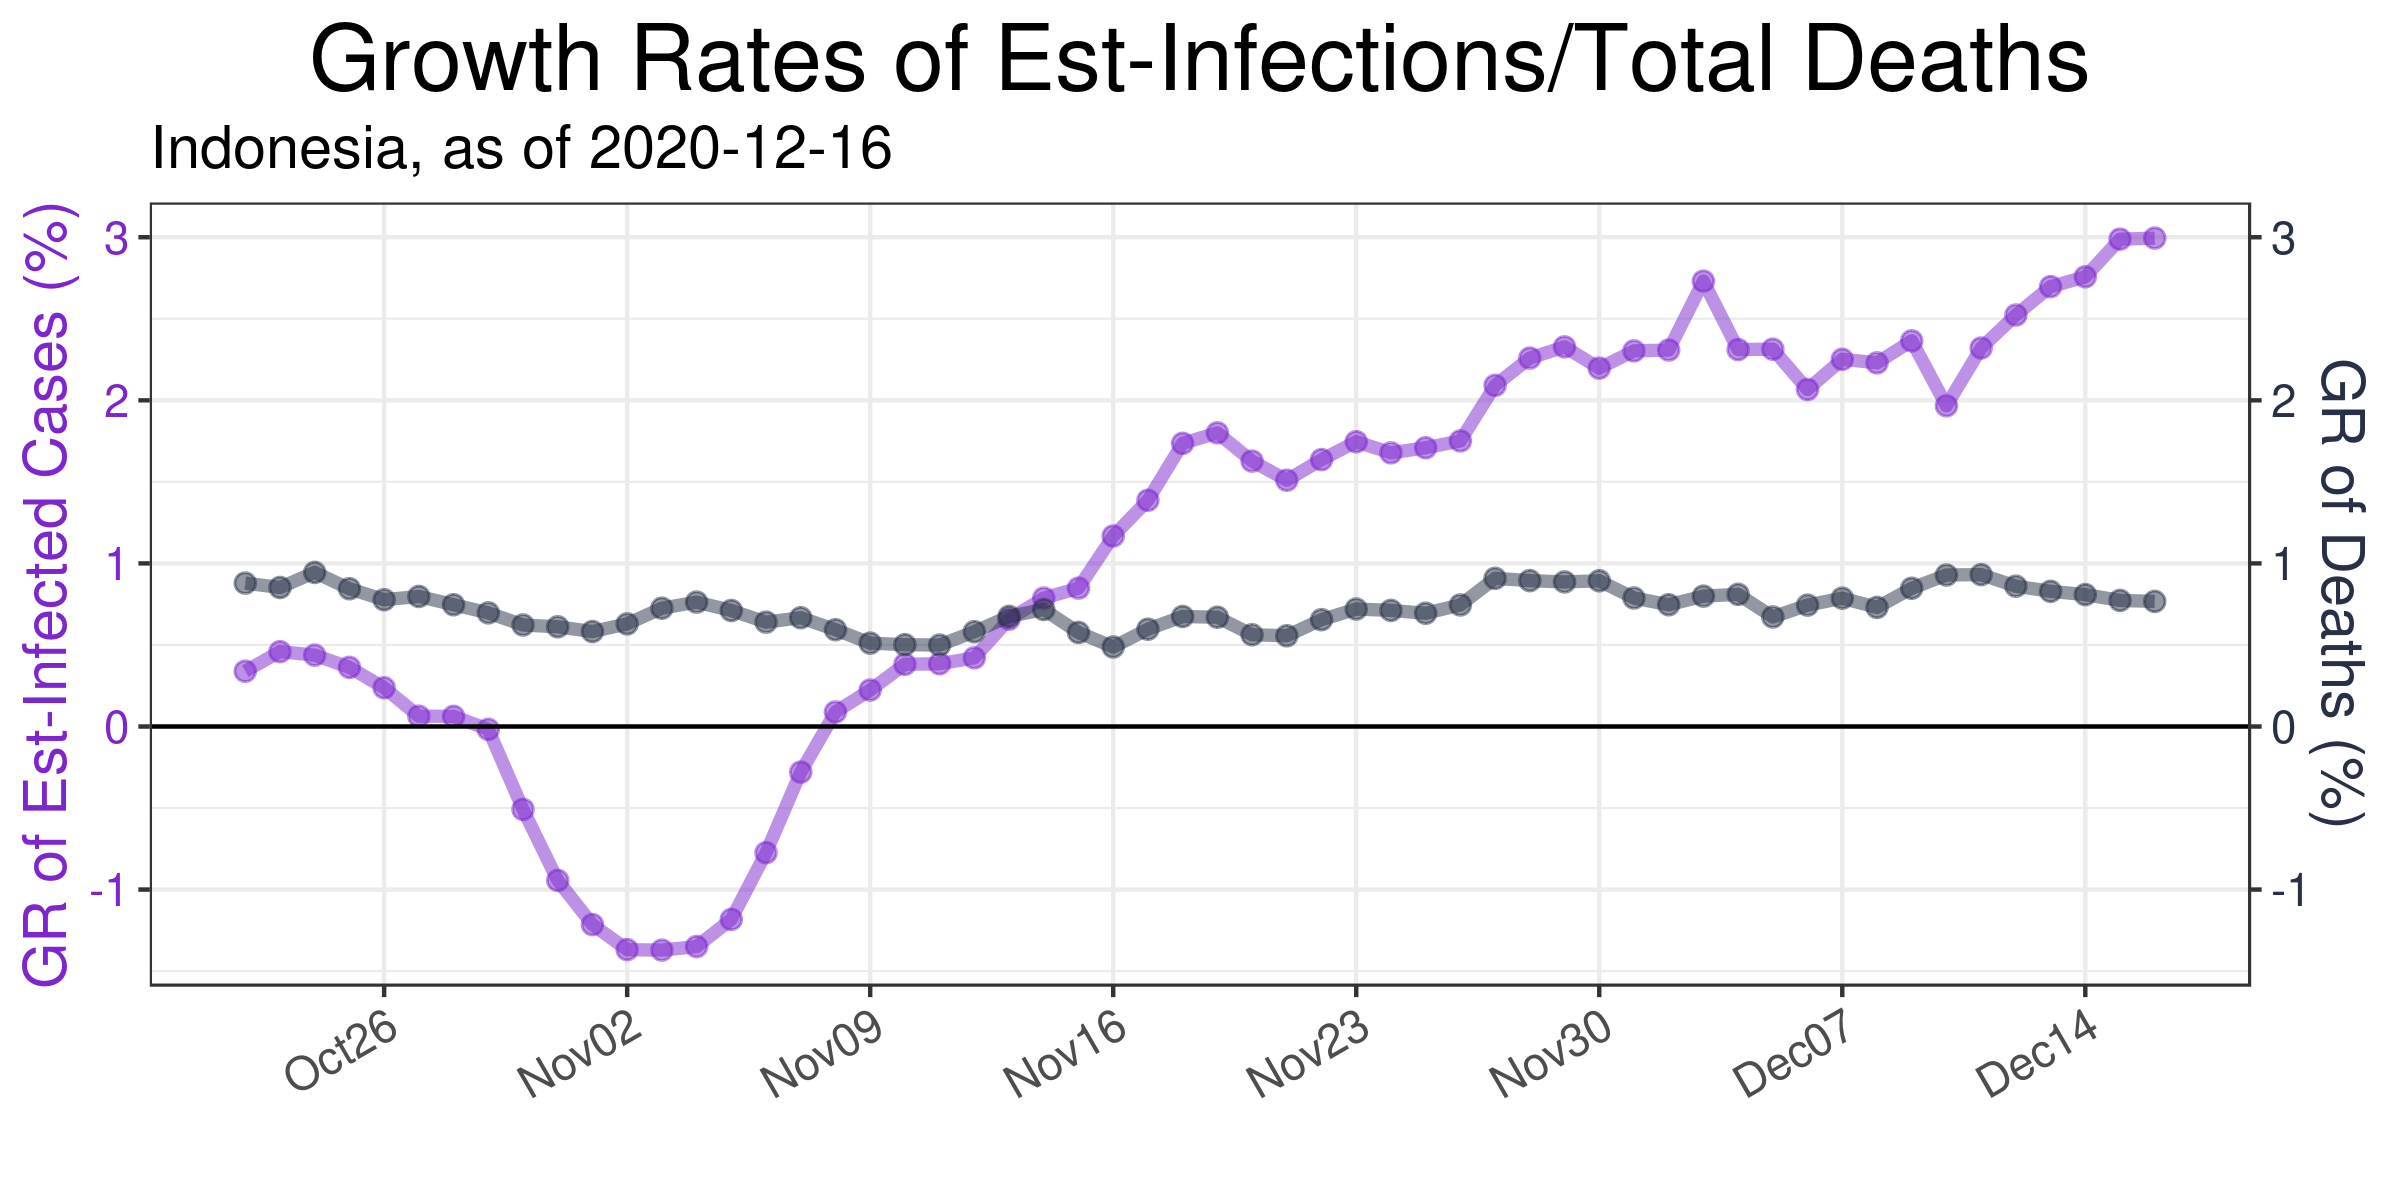 Growth Rates of Est-Infections/Total Deaths
Indonesia, as of 2020-12-16
GR of Est-Infected Cases (%)
3
2
1
0
-1
3
2
1
0
-1
GR of Deaths (%)
Oct26
Nov02
Nov09
Nov16
Nov23
Nov30
Dec07
Dec14